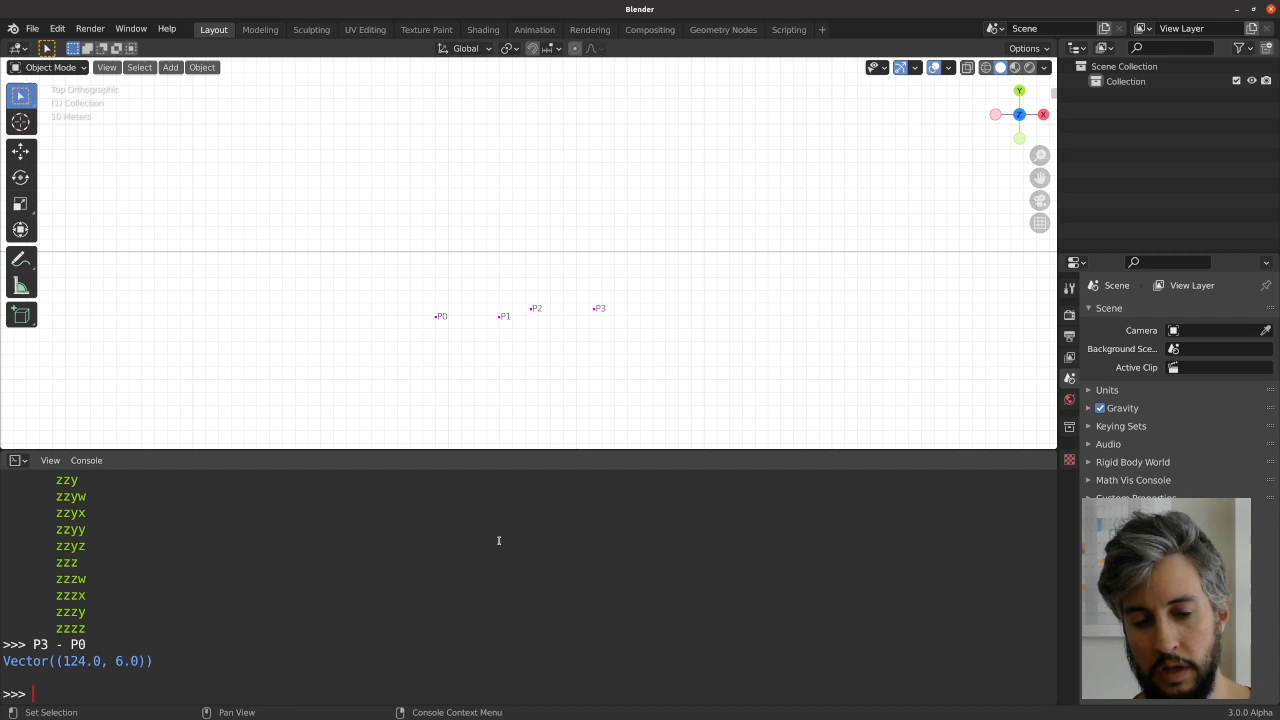 Blender
File Edit Render Window Help Layout Modeling Sculpting UV Editing Texture Paint Shading Animation Rendering Compositing Geometry Nodes Scripting + Scene View Layer
Global Options
Object Mode View Select Add Object
Top Orthographic
(1) Collection
10 Meters
Y
Z X
P0 P1 P2 P3
Scene Collection
Collection
Scene View Layer
Scene
Camera
Background Sce...
Active Clip
Units
Gravity
Keying Sets
Audio
Rigid Body World
Math Vis Console
Custom Properties
View Console
zzy
zzyw
zzyx
zzyy
zzyz
zzz
zzzw
zzzx
zzzy
zzzz
>>> P3 - P0
Vector((124.0, 6.0))
>>>
Set Selection Pan View Console Context Menu 3.0.0 Alpha